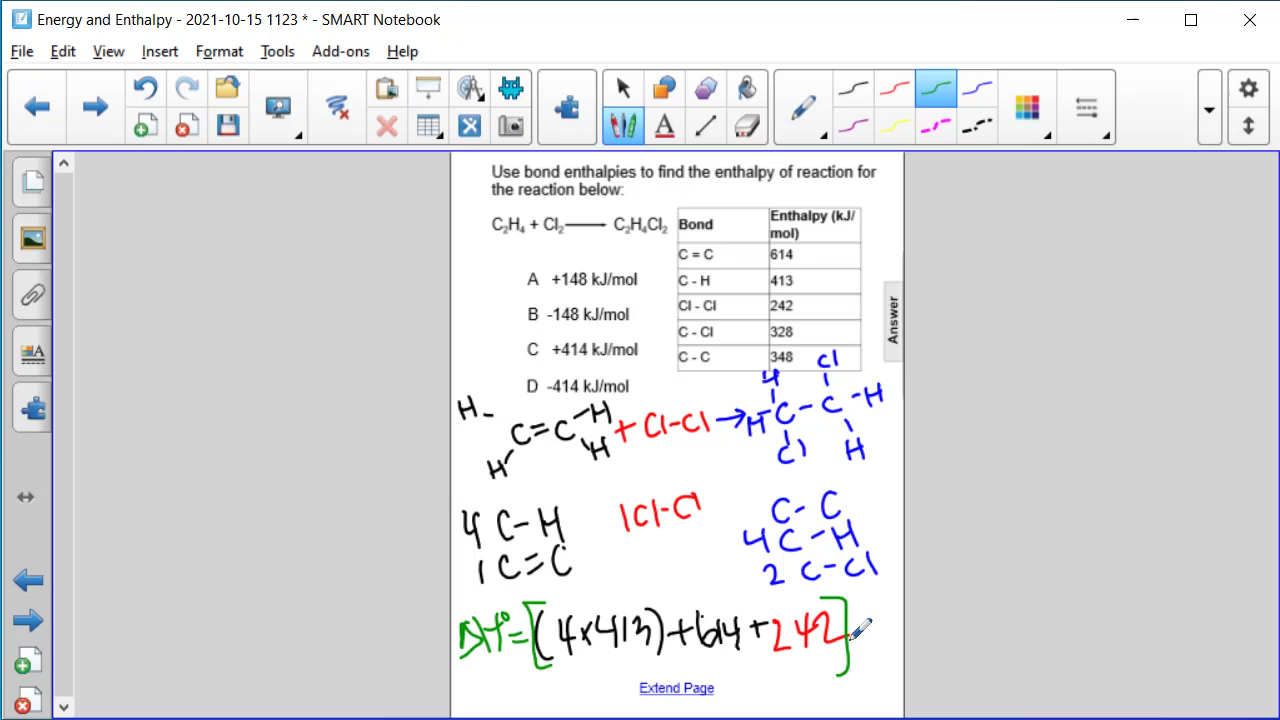 Energy and Enthalpy - 2021-10-15 1123 * - SMART Notebook
File Edit View Insert Format Tools Add-ons Help
Use bond enthalpies to find the enthalpy of reaction for
the reaction below:
C₂H₄ + Cl₂ ⟶ C₂H₄Cl₂
A +148 kJ/mol
B -148 kJ/mol
C +414 kJ/mol
D -414 kJ/mol
Bond Enthalpy (kJ/
mol)
C = C 614
C - H 413
Cl - Cl 242
C - Cl 328
C - C 348
Answer
H H Cl
H - C = C - H + Cl-Cl → H C - C - H
H H Cl H
4 C-H 1Cl-Cl C-C
1 C=C 4 C-H
2 C-Cl
ΔH°= [(4×413)+614+242]
Extend Page